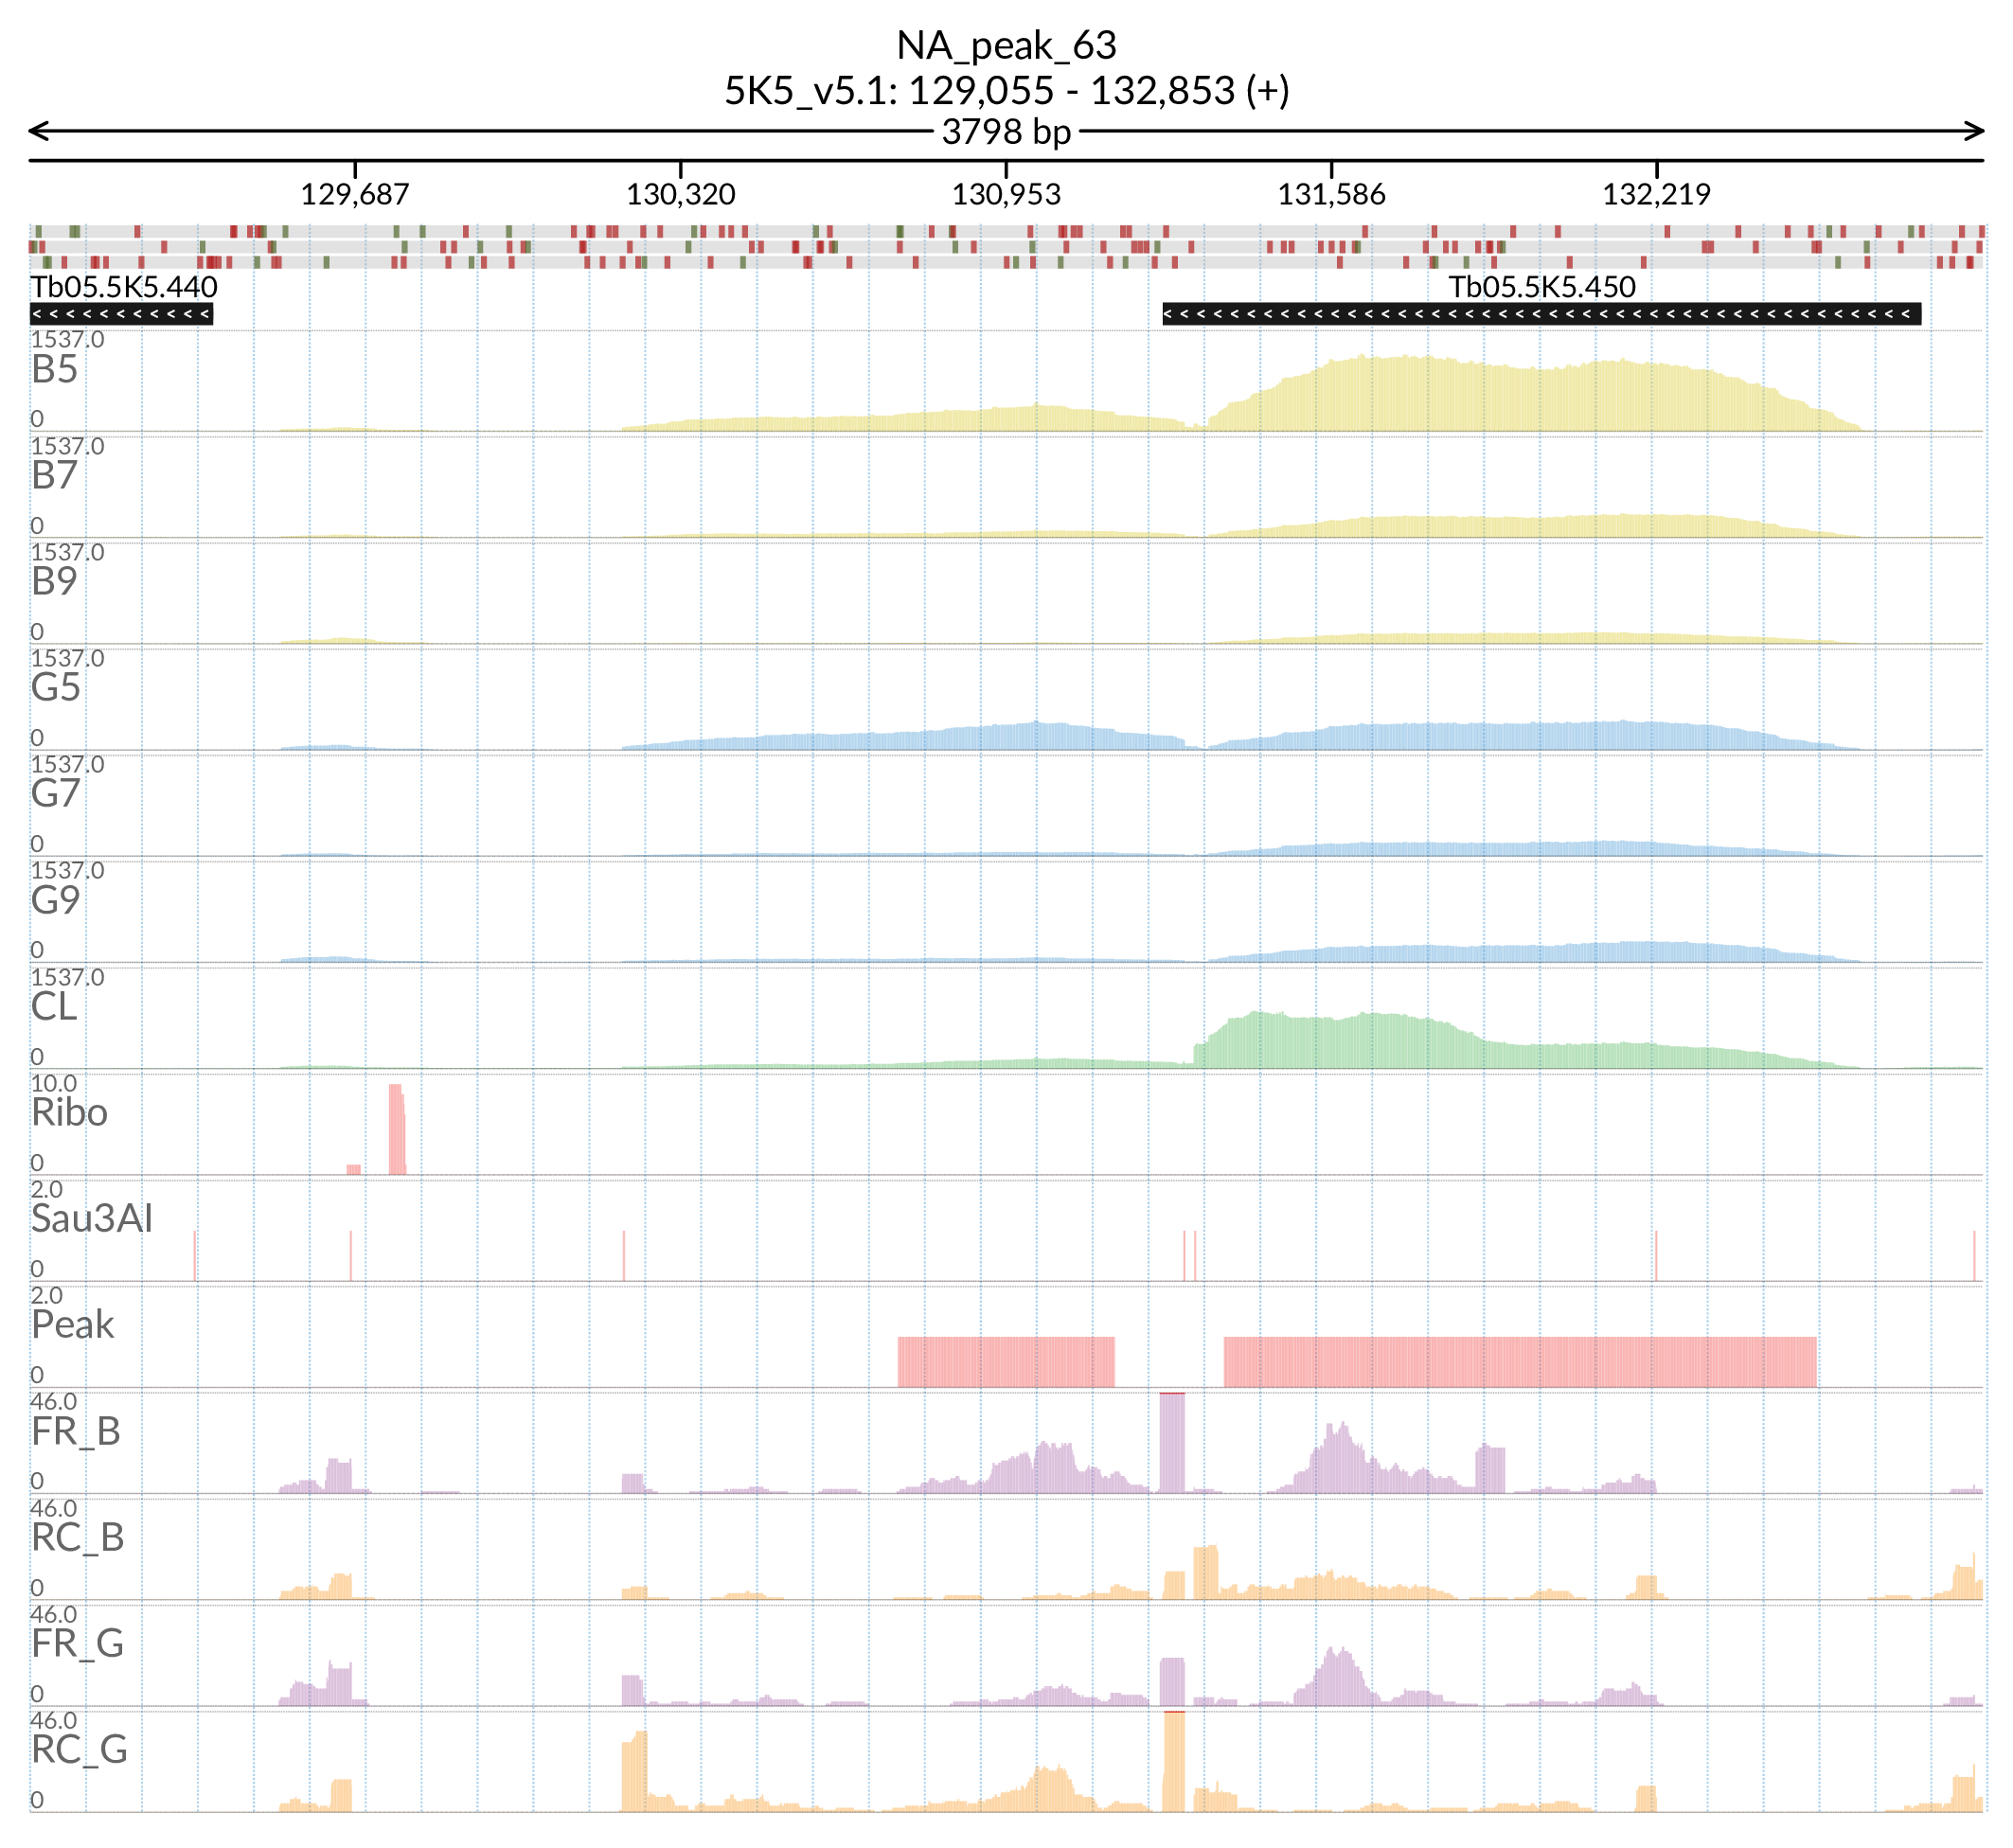 NA_peak_63
5K5_v5.1: 129,055 - 132,853 (+)
3798 bp
129,687 130,320 130,953 131,586 132,219
Tb05.5K5.440 Tb05.5K5.450
1537.0
B5
0
1537.0
B7
0
1537.0
B9
0
1537.0
G5
0
1537.0
G7
0
1537.0
G9
0
1537.0
CL
0
10.0
Ribo
0
2.0
Sau3AI
0
2.0
Peak
0
46.0
FR_B
0
46.0
RC_B
0
46.0
FR_G
0
46.0
RC_G
0